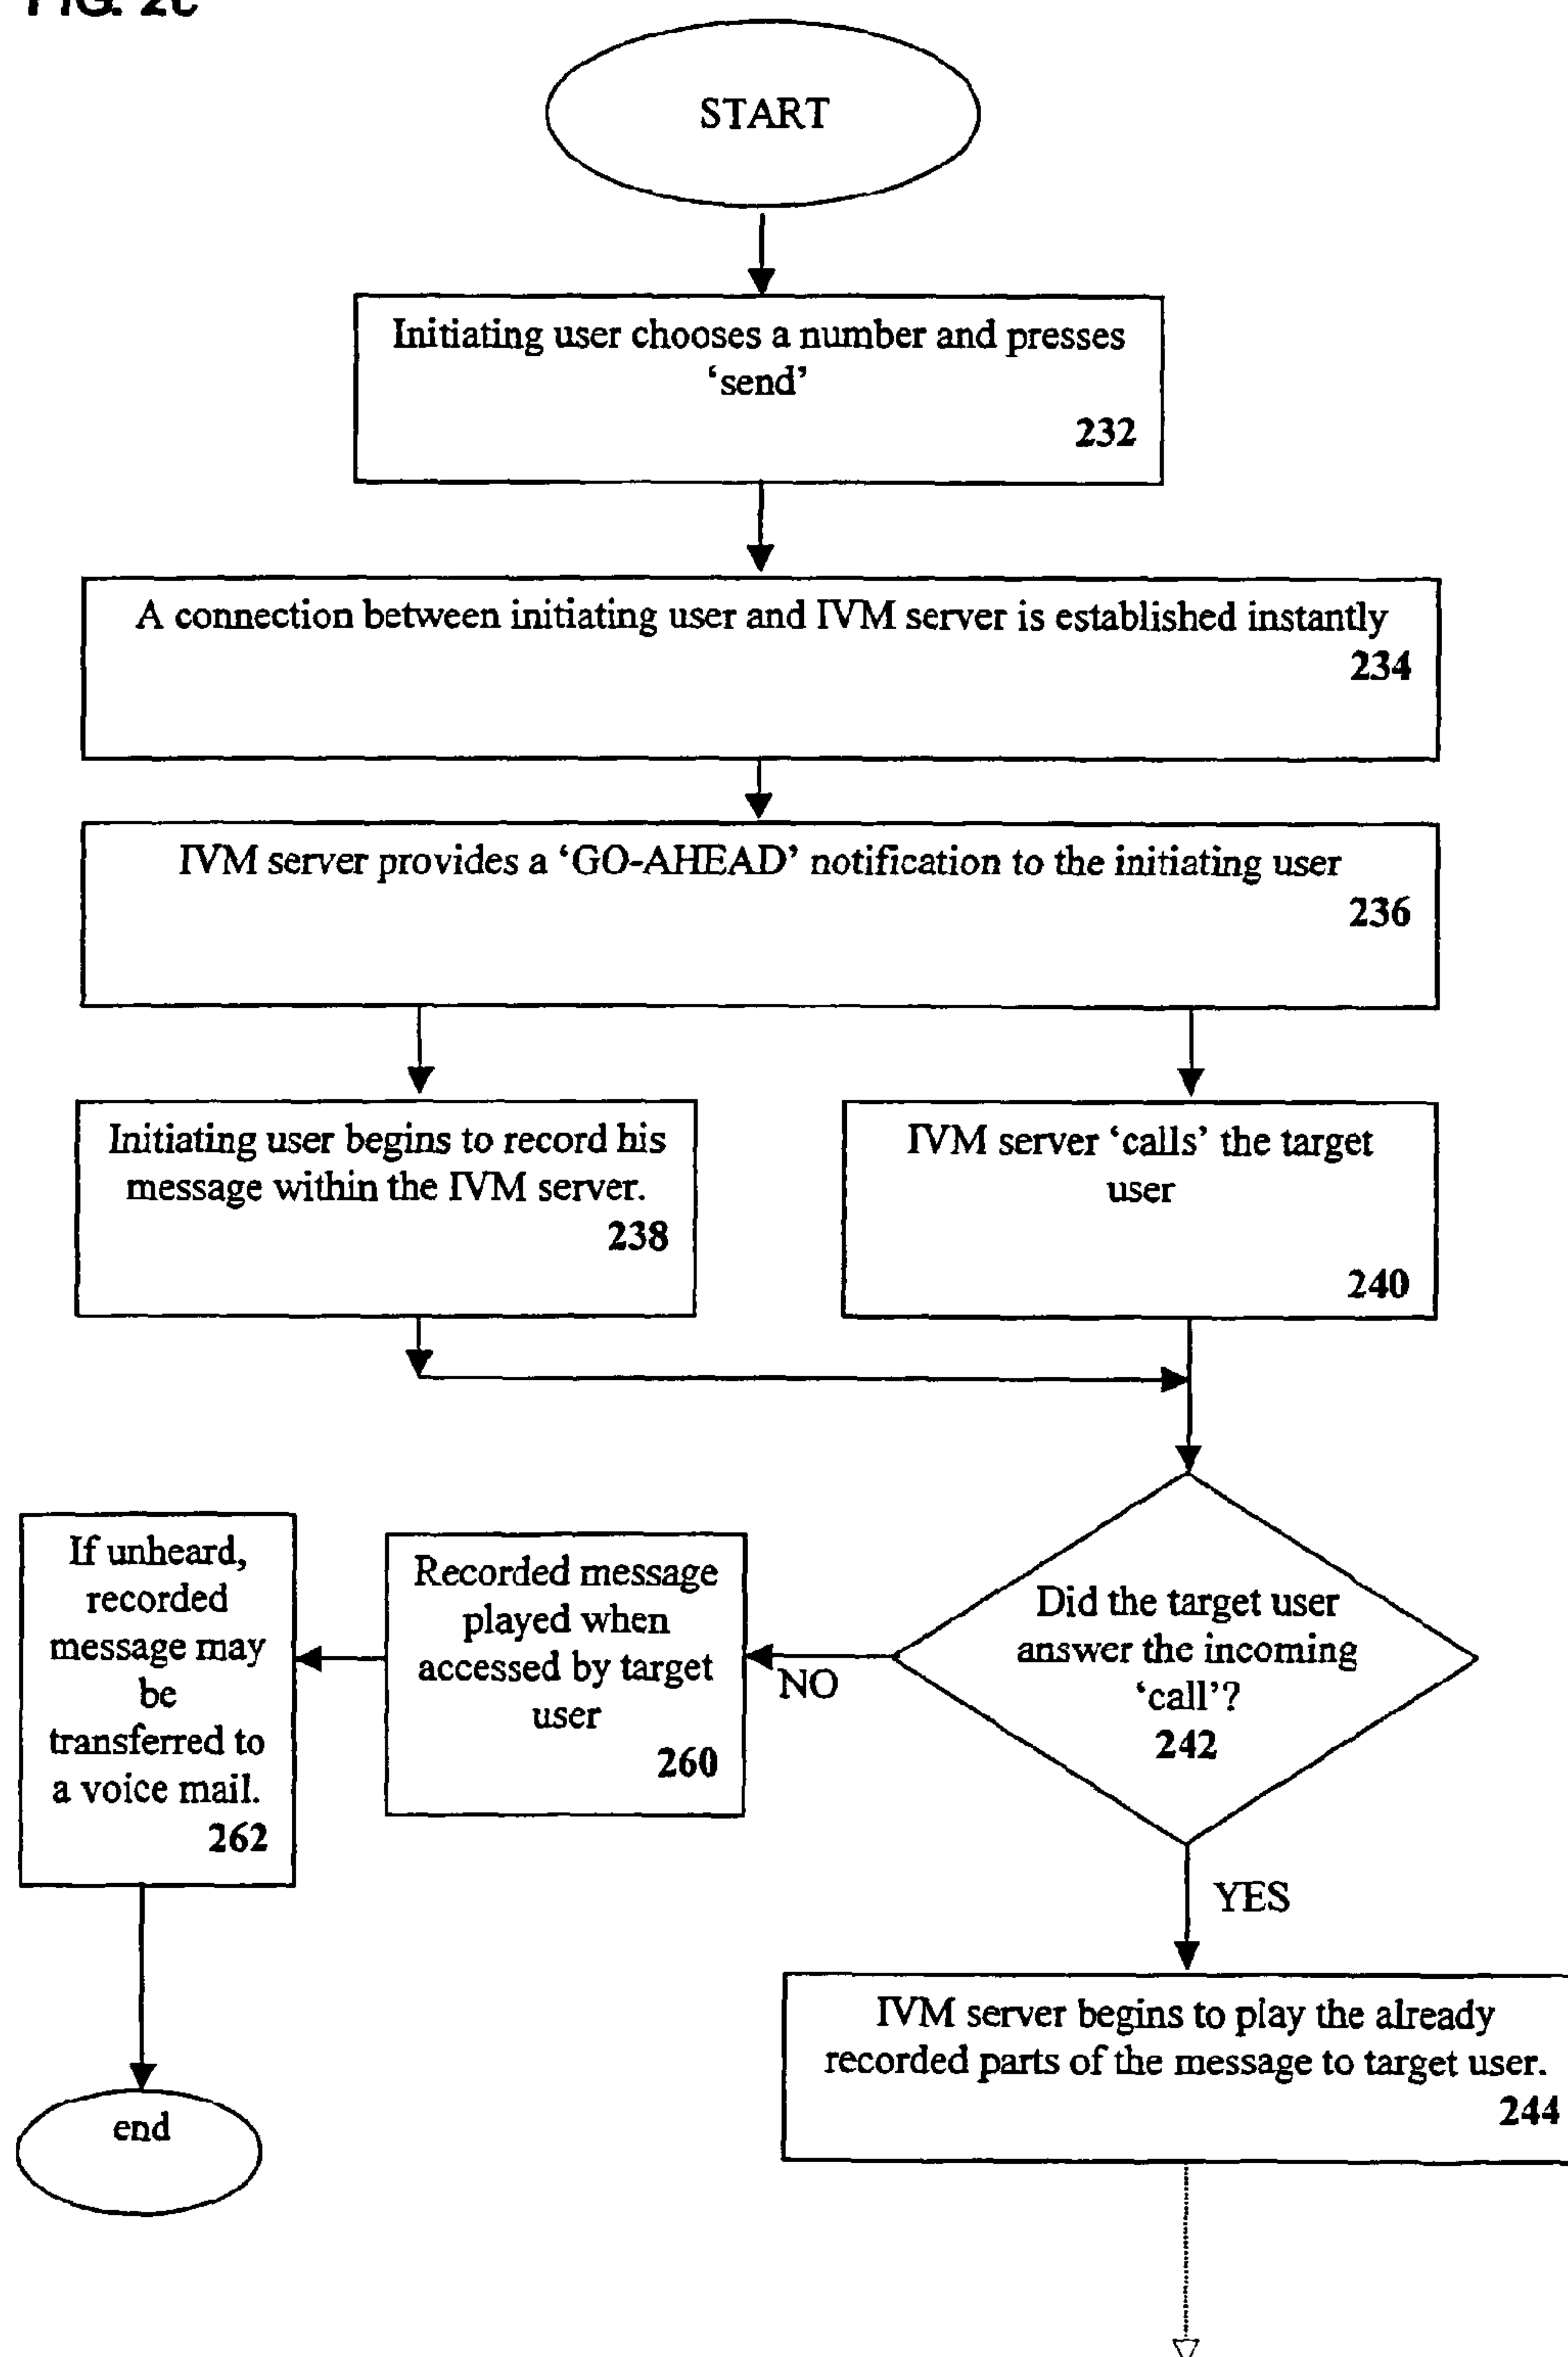 FIG. 2C
START
Initiating user chooses a number and presses
‘send’
232
A connection between initiating user and IVM server is established instantly
234
IVM server provides a ‘GO-AHEAD’ notification to the initiating user
236
Initiating user begins to record his
message within the IVM server.
238
IVM server ‘calls’ the target
user
240
Did the target user
answer the incoming
‘call’?
242
NO
Recorded message
played when
accessed by target
user
260
If unheard,
recorded
message may
be
transferred to
a voice mail.
262
end
YES
IVM server begins to play the already
recorded parts of the message to target user.
244